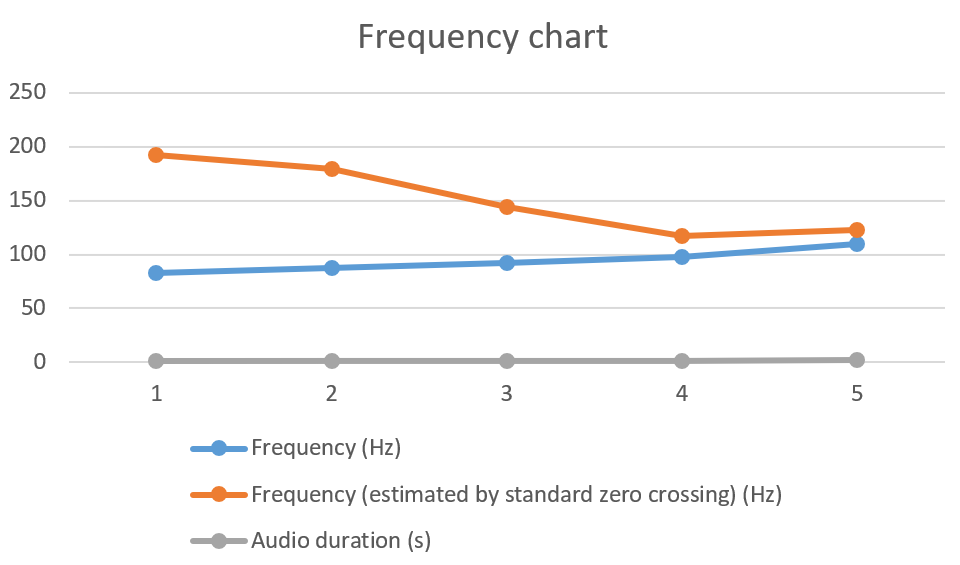 Frequency chart
250
200
150
100
50
0
1 2 3 4 5
Frequency (Hz)
Frequency (estimated by standard zero crossing) (Hz)
Audio duration (s)